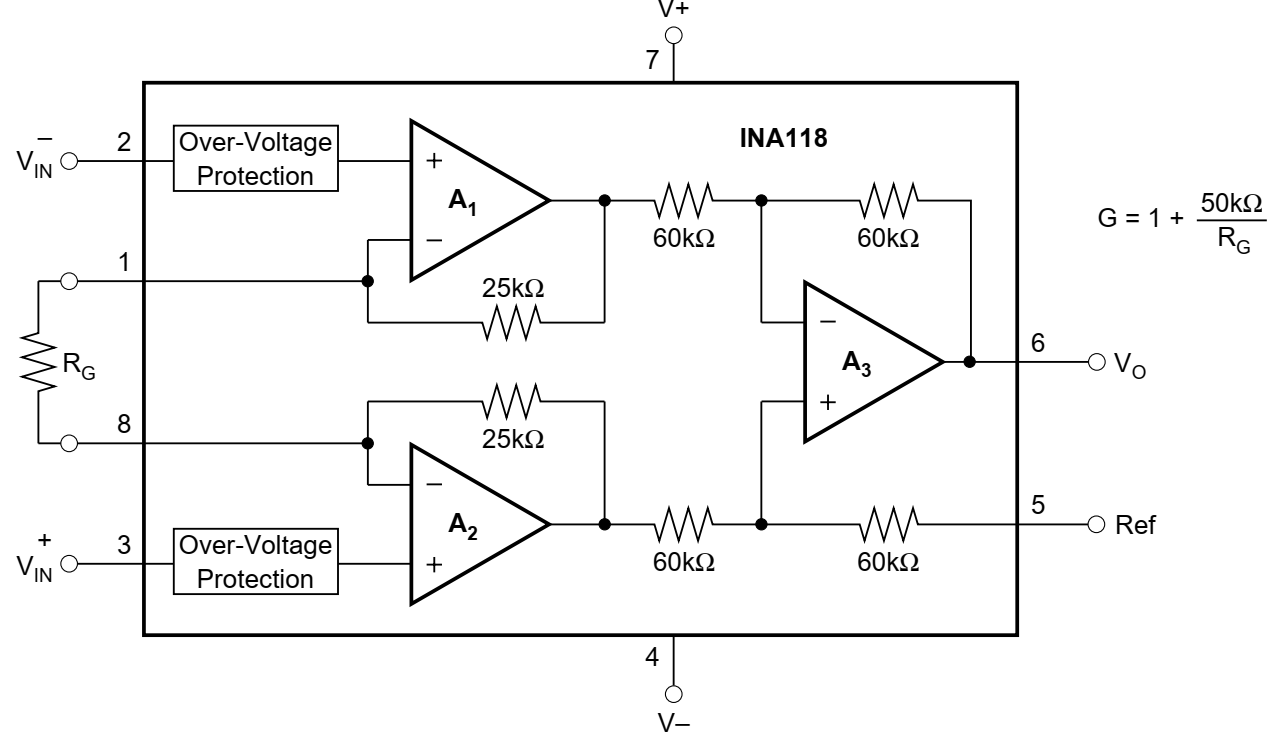 V+
7
INA118
V–IN
2
Over-Voltage
Protection
+
A1
–
60kΩ
60kΩ
G = 1 + 50kΩ
RG
1
25kΩ
RG
–
A3
+
6
VO
8
25kΩ
–
A2
+
60kΩ
60kΩ
5
Ref
V+IN
3
Over-Voltage
Protection
4
V–